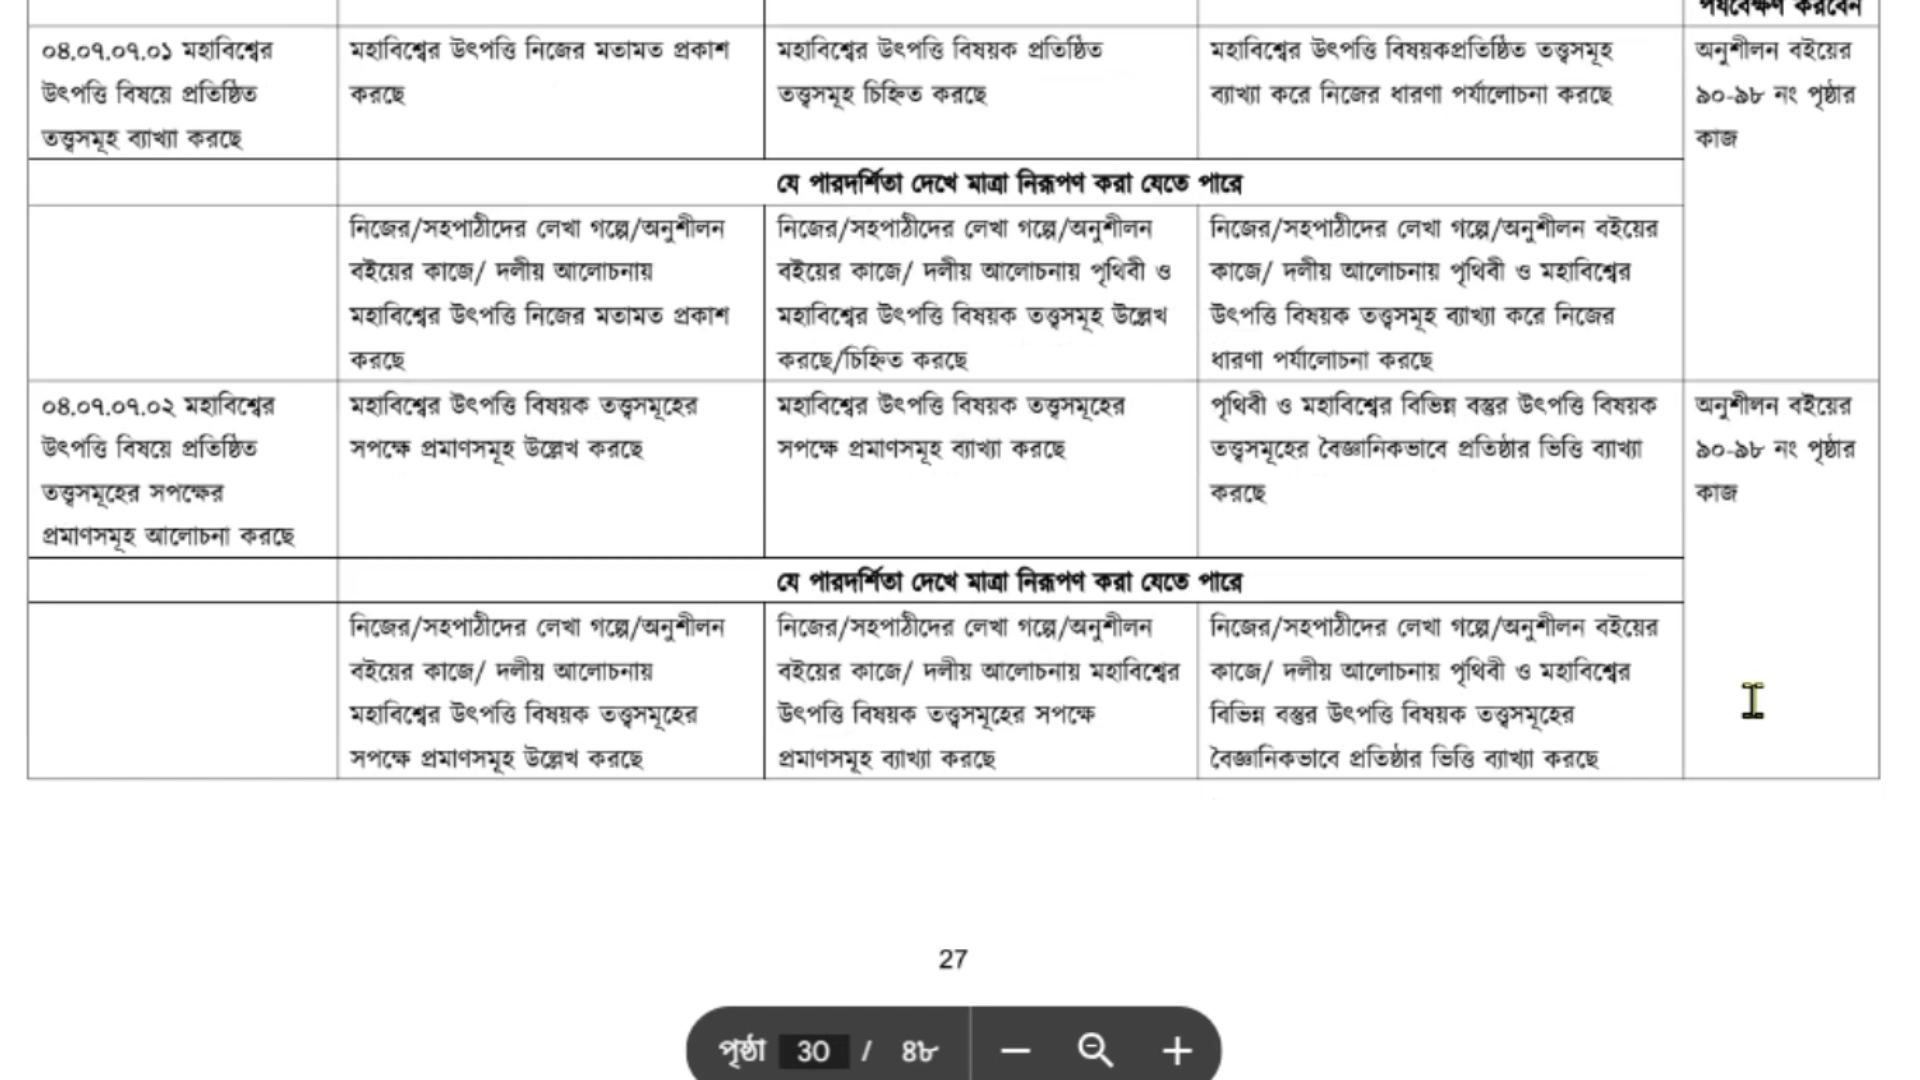 পর্যবেক্ষণ করবেন
০৪.০৭.০৭.০১ মহাবিশ্বের
উৎপত্তি বিষয়ে প্রতিষ্ঠিত
তত্ত্বসমূহ ব্যাখ্যা করছে
মহাবিশ্বের উৎপত্তি নিজের মতামত প্রকাশ
করছে
মহাবিশ্বের উৎপত্তি বিষয়ক প্রতিষ্ঠিত
তত্ত্বসমূহ চিহ্নিত করছে
মহাবিশ্বের উৎপত্তি বিষয়কপ্রতিষ্ঠিত তত্ত্বসমূহ
ব্যাখ্যা করে নিজের ধারণা পর্যালোচনা করছে
অনুশীলন বইয়ের
৯০-৯৮ নং পৃষ্ঠার
কাজ
যে পারদর্শিতা দেখে মাত্রা নিরূপণ করা যেতে পারে
নিজের/সহপাঠীদের লেখা গল্পে/অনুশীলন
বইয়ের কাজে/ দলীয় আলোচনায়
মহাবিশ্বের উৎপত্তি নিজের মতামত প্রকাশ
করছে
নিজের/সহপাঠীদের লেখা গল্পে/অনুশীলন
বইয়ের কাজে/ দলীয় আলোচনায় পৃথিবী ও
মহাবিশ্বের উৎপত্তি বিষয়ক তত্ত্বসমূহ উল্লেখ
করছে/চিহ্নিত করছে
নিজের/সহপাঠীদের লেখা গল্পে/অনুশীলন বইয়ের
কাজে/ দলীয় আলোচনায় পৃথিবী ও মহাবিশ্বের
উৎপত্তি বিষয়ক তত্ত্বসমূহ ব্যাখ্যা করে নিজের
ধারণা পর্যালোচনা করছে
০৪.০৭.০৭.০২ মহাবিশ্বের
উৎপত্তি বিষয়ে প্রতিষ্ঠিত
তত্ত্বসমূহের সপক্ষের
প্রমাণসমূহ আলোচনা করছে
মহাবিশ্বের উৎপত্তি বিষয়ক তত্ত্বসমূহের
সপক্ষে প্রমাণসমূহ উল্লেখ করছে
মহাবিশ্বের উৎপত্তি বিষয়ক তত্ত্বসমূহের
সপক্ষে প্রমাণসমূহ ব্যাখ্যা করছে
পৃথিবী ও মহাবিশ্বের বিভিন্ন বস্তুর উৎপত্তি বিষয়ক
তত্ত্বসমূহের বৈজ্ঞানিকভাবে প্রতিষ্ঠার ভিত্তি ব্যাখ্যা
করছে
অনুশীলন বইয়ের
৯০-৯৮ নং পৃষ্ঠার
কাজ
যে পারদর্শিতা দেখে মাত্রা নিরূপণ করা যেতে পারে
নিজের/সহপাঠীদের লেখা গল্পে/অনুশীলন
বইয়ের কাজে/ দলীয় আলোচনায়
মহাবিশ্বের উৎপত্তি বিষয়ক তত্ত্বসমূহের
সপক্ষে প্রমাণসমূহ উল্লেখ করছে
নিজের/সহপাঠীদের লেখা গল্পে/অনুশীলন
বইয়ের কাজে/ দলীয় আলোচনায় মহাবিশ্বের
উৎপত্তি বিষয়ক তত্ত্বসমূহের সপক্ষে
প্রমাণসমূহ ব্যাখ্যা করছে
নিজের/সহপাঠীদের লেখা গল্পে/অনুশীলন বইয়ের
কাজে/ দলীয় আলোচনায় পৃথিবী ও মহাবিশ্বের
বিভিন্ন বস্তুর উৎপত্তি বিষয়ক তত্ত্বসমূহের
বৈজ্ঞানিকভাবে প্রতিষ্ঠার ভিত্তি ব্যাখ্যা করছে
27
পৃষ্ঠা 30 / ৪৮